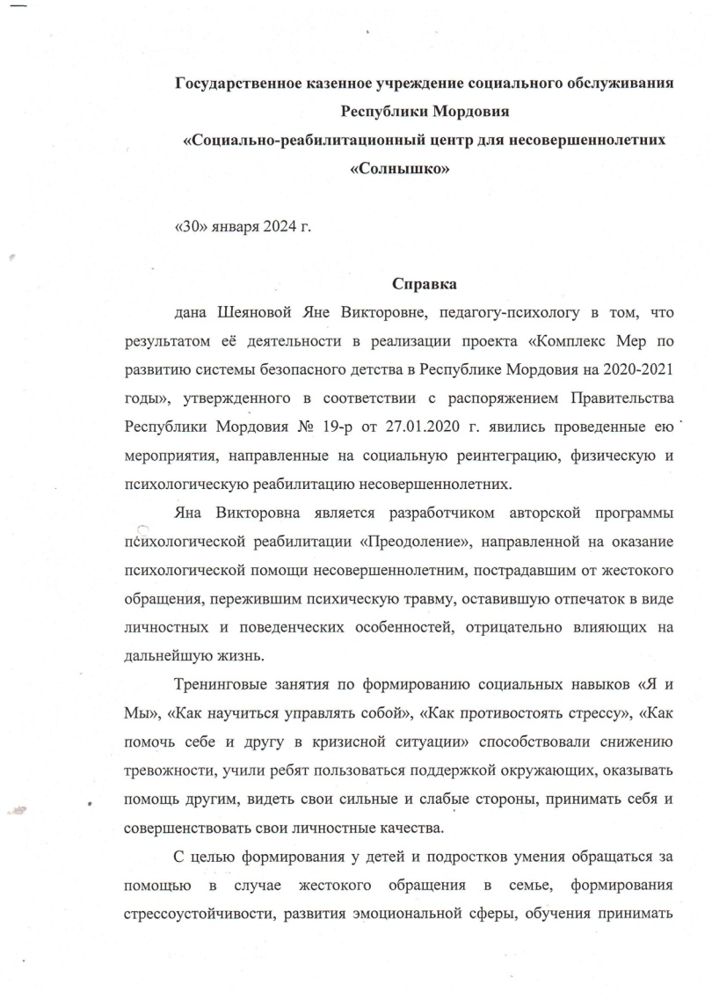 Государственное казенное учреждение социального обслуживания
Республики Мордовия
«Социально-реабилитационный центр для несовершеннолетних
«Солнышко»
«30» января 2024 г.
Справка
дана Шеяновой Яне Викторовне, педагогу-психологу в том, что
результатом её деятельности в реализации проекта «Комплекс Мер по
развитию системы безопасного детства в Республике Мордовия на 2020-2021
годы», утвержденного в соответствии с распоряжением Правительства
Республики Мордовия № 19-р от 27.01.2020 г. явились проведенные ею
мероприятия, направленные на социальную реинтеграцию, физическую и
психологическую реабилитацию несовершеннолетних.
Яна Викторовна является разработчиком авторской программы
психологической реабилитации «Преодоление», направленной на оказание
психологической помощи несовершеннолетним, пострадавшим от жестокого
обращения, пережившим психическую травму, оставившую отпечаток в виде
личностных и поведенческих особенностей, отрицательно влияющих на
дальнейшую жизнь.
Тренинговые занятия по формированию социальных навыков «Я и
Мы», «Как научиться управлять собой», «Как противостоять стрессу», «Как
помочь себе и другу в кризисной ситуации» способствовали снижению
тревожности, учили ребят пользоваться поддержкой окружающих, оказывать
помощь другим, видеть свои сильные и слабые стороны, принимать себя и
совершенствовать свои личностные качества.
С целью формирования у детей и подростков умения обращаться за
помощью в случае жестокого обращения в семье, формирования
стрессоустойчивости, развития эмоциональной сферы, обучения принимать